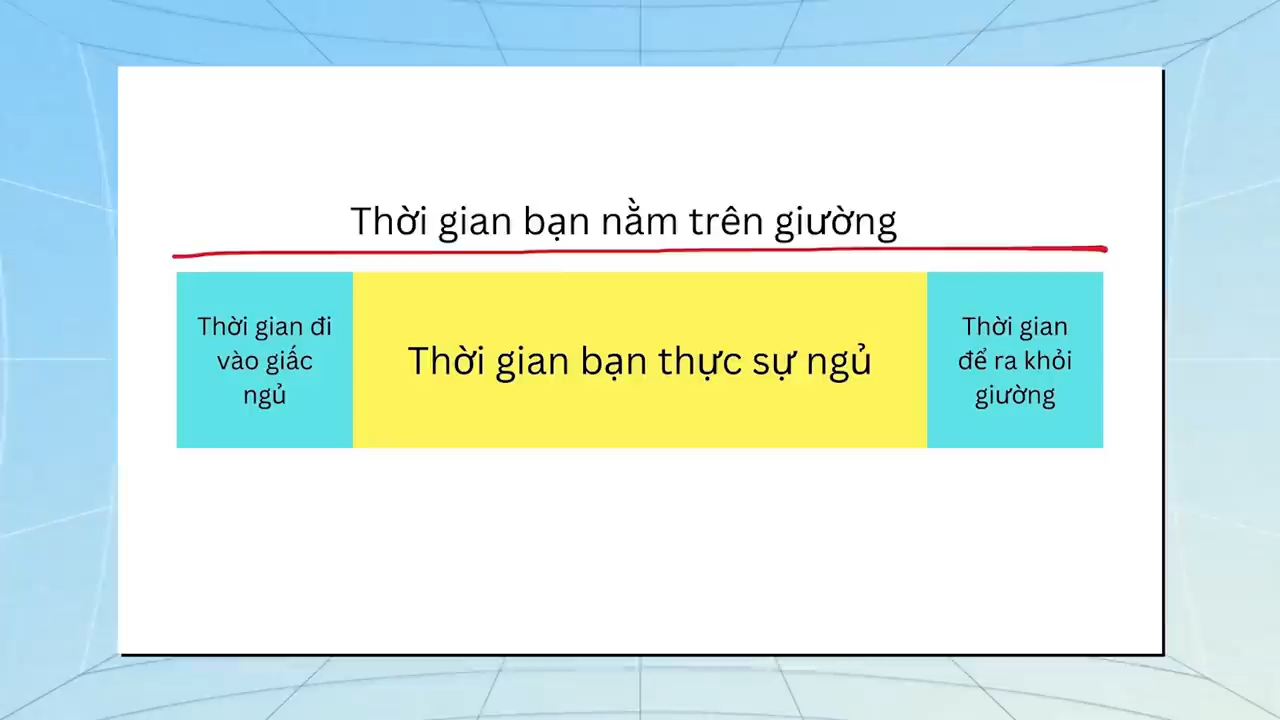 Thời gian bạn nằm trên giường
Thời gian đi
vào giấc
ngủ
Thời gian bạn thực sự ngủ
Thời gian
để ra khỏi
giường